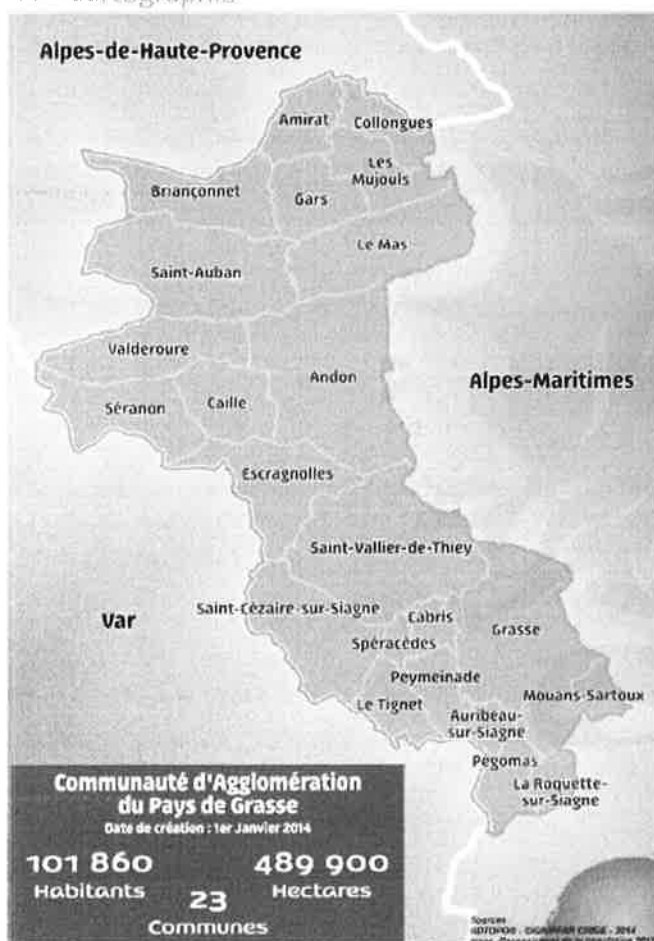 Alpes-de-Haute-Provence
Amirat
Collongues
Les
Mujouls
Briançonnet
Gars
Le Mas
Saint-Auban
Valderoure
Andon
Alpes-Maritimes
Séranon
Caille
Escragnolles
Saint-Vallier-de-Thiey
Var
Saint-Cézaire-sur-Siagne
Cabris
Grasse
Spéracèdes
Peymeinade
Le Tignet
Mouans-Sartoux
Auribeau-
sur-Siagne
Pégomas
La Roquette-
sur-Siagne
Communauté d'Agglomération
du Pays de Grasse
Date de création : 1er Janvier 2014
101 860
Habitants
489 900
Hectares
23
Communes
Sources